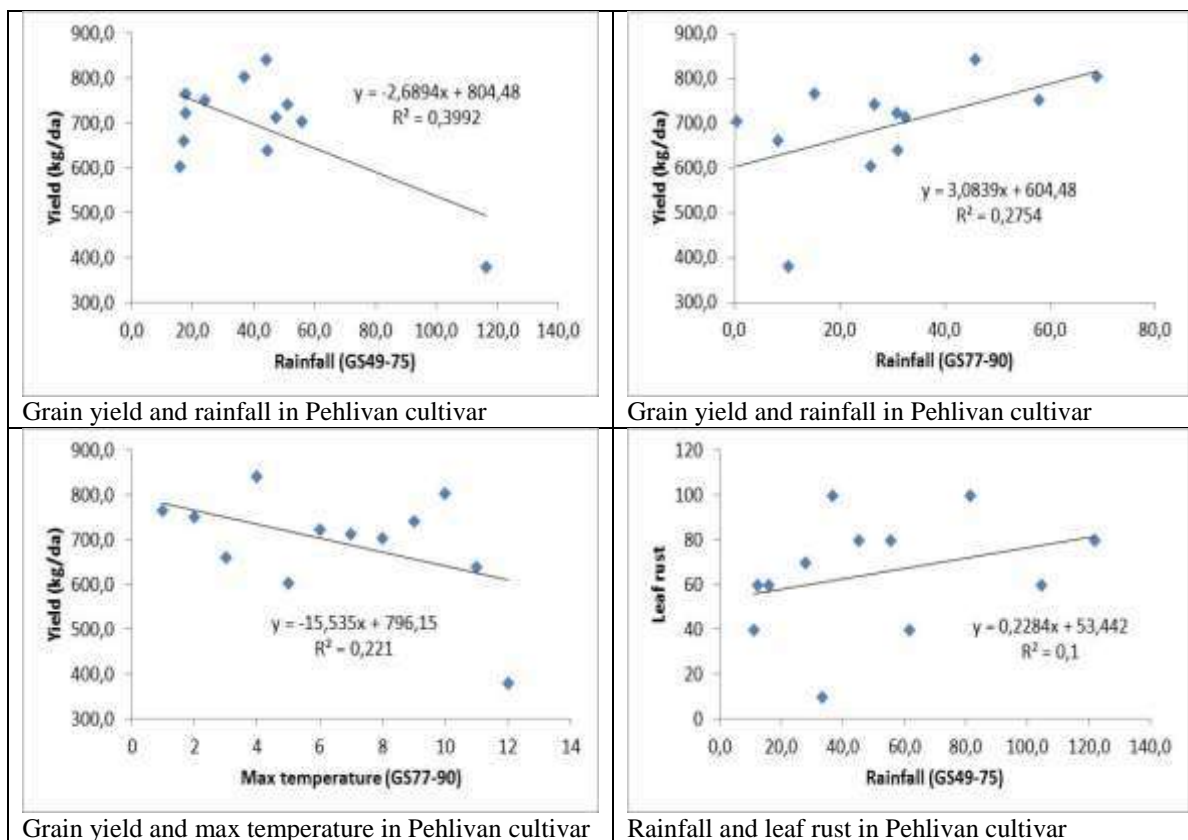 900,0
800,0
700,0
600,0
500,0
400,0
300,0
Yield (kg/da)
y = -2,6894x + 804,48
R² = 0,3992
0,0 20,0 40,0 60,0 80,0 100,0 120,0 140,0
Rainfall (GS49-75)
Grain yield and rainfall in Pehlivan cultivar
900,0
800,0
700,0
600,0
500,0
400,0
300,0
Yield (kg/da)
y = 3,0839x + 604,48
R² = 0,2754
0,0 20,0 40,0 60,0 80,0
Rainfall (GS77-90)
Grain yield and rainfall in Pehlivan cultivar
900,0
800,0
700,0
600,0
500,0
400,0
300,0
Yield (kg/da)
y = -15,535x + 796,15
R² = 0,221
0 2 4 6 8 10 12 14
Max temperature (GS77-90)
Grain yield and max temperature in Pehlivan cultivar
120
100
80
60
40
20
0
Leaf rust
y = 0,2284x + 53,442
R² = 0,1
0,0 20,0 40,0 60,0 80,0 100,0 120,0 140,0
Rainfall (GS49-75)
Rainfall and leaf rust in Pehlivan cultivar